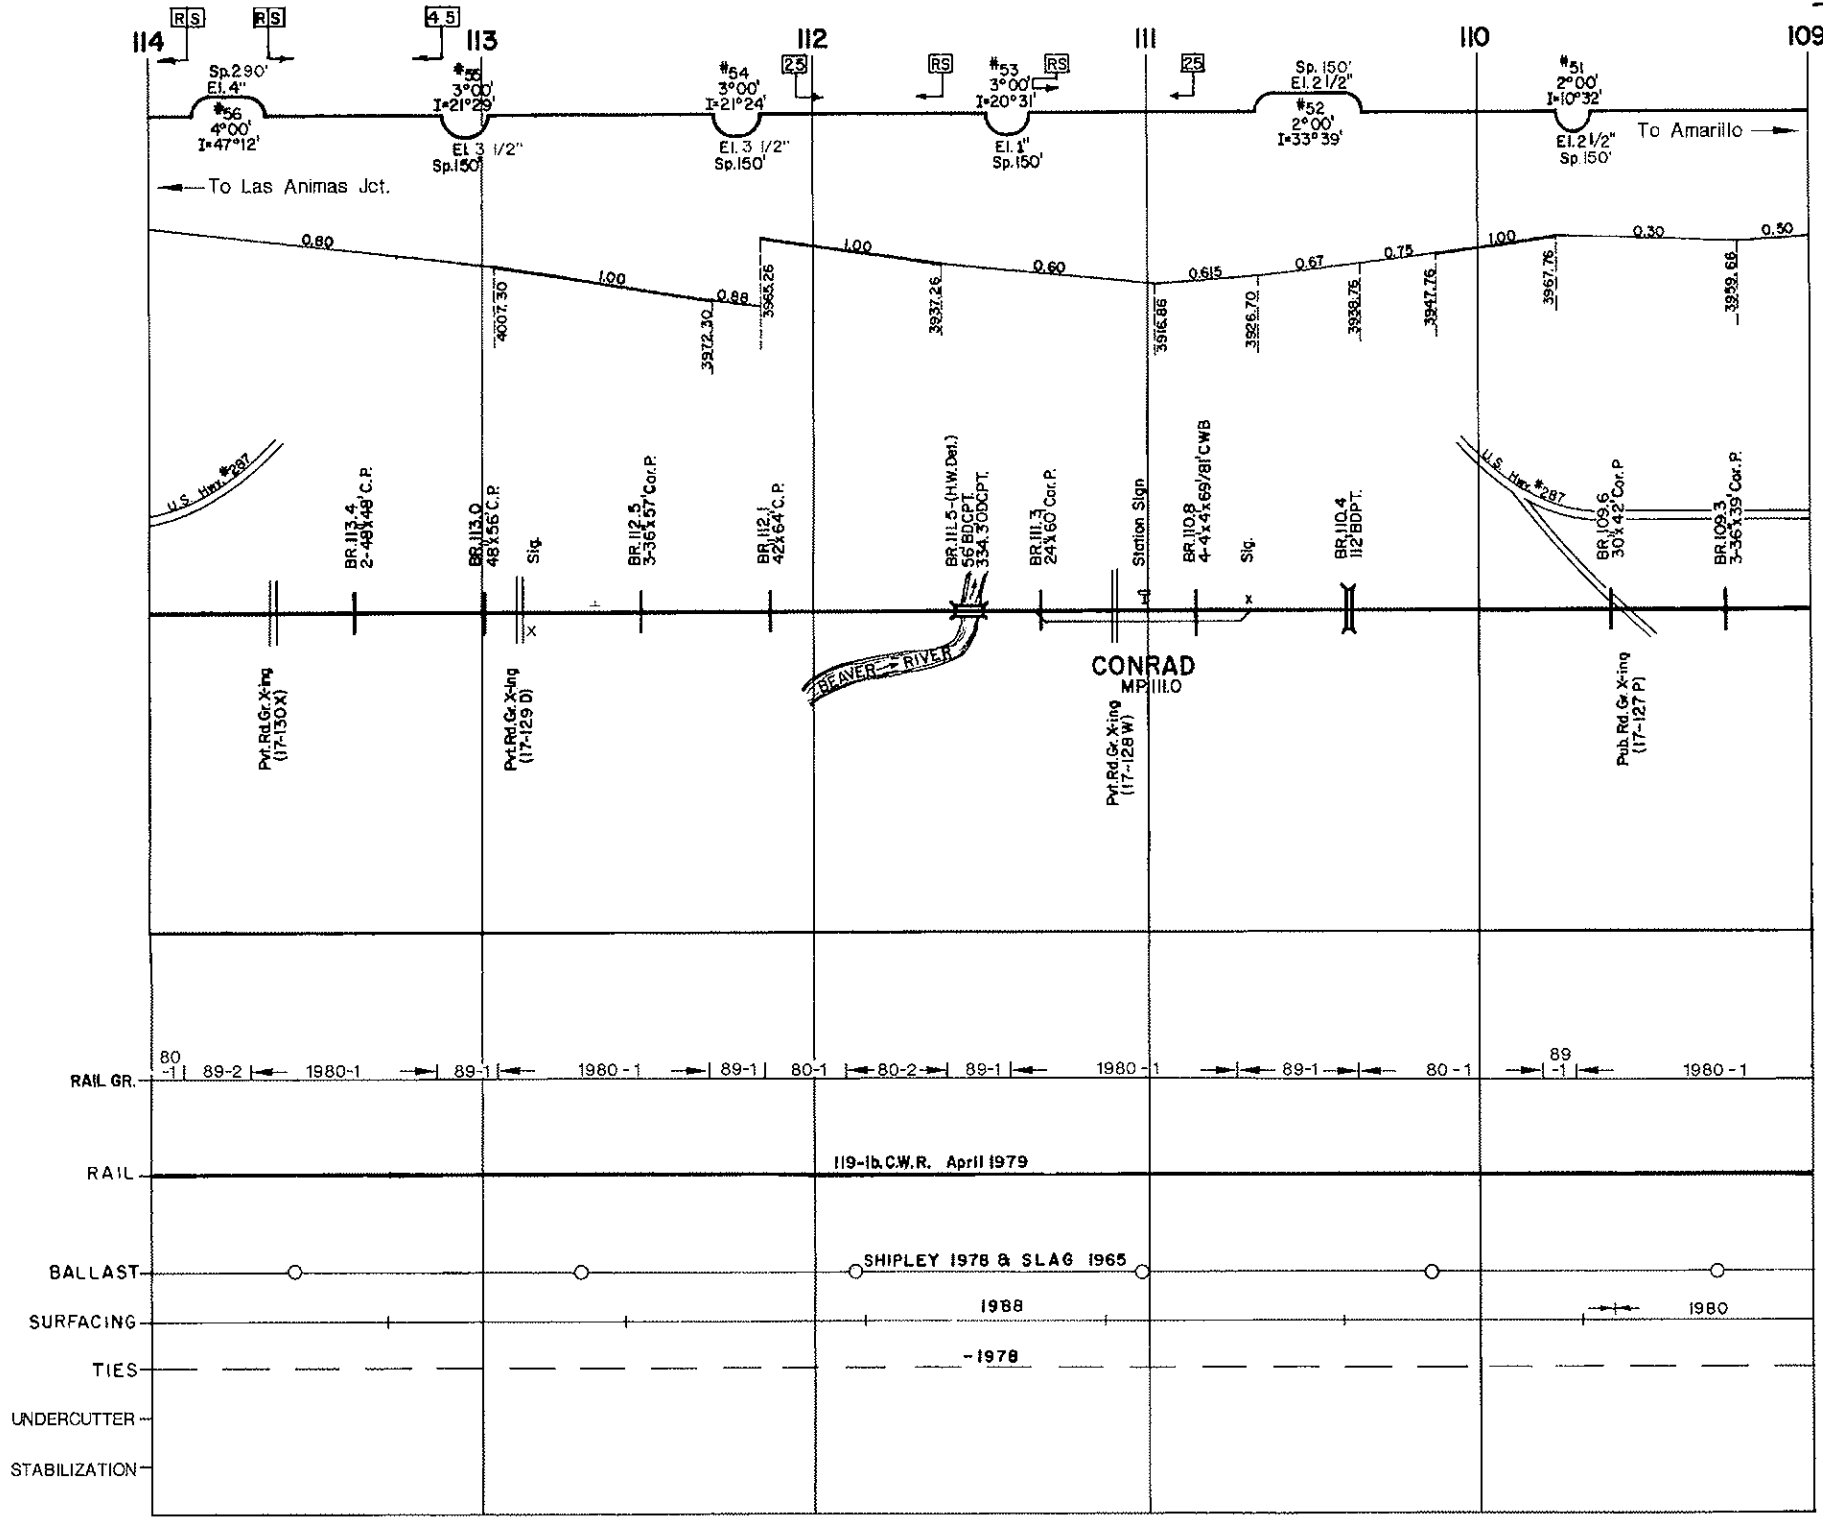 RS
RS
45
114
113
112
111
110
109
25
RS
RS
25
Sp.290'
El. 4"
#56
4°00'
I=47°12'
#55
3°00'
I=21°29'
El. 3 1/2"
Sp.150'
#54
3°00'
I=21°24'
El. 3 1/2"
Sp.150'
#53
3°00'
I=20°31'
El. 1"
Sp.150'
Sp. 150'
El. 2 1/2"
#52
2°00'
I=33°39'
#51
2°00'
I=10°32'
El. 2 1/2"
Sp. 150'
To Amarillo
To Las Animas Jct.
0.80
1.00
0.88
1.00
0.60
0.615
0.67
0.75
1.00
0.30
0.50
4007.30
3972.30
3965.26
3937.26
3916.86
3926.70
3938.76
3947.76
3967.76
3959.66
U.S. Hwy. #287
BR.113.4
2-48"x48' C.P.
BR.113.0
48"x56' C.P.
Sig.
BR.112.5
3-36"x57' Cor.P.
BR.112.1
42"x64' C.P.
BR.111.5-(H.W.Det.)
56' BDCPT.
334.3'ODCPT.
BR.111.3
24"x60' Cor.P.
Station Sign
BR.110.8
4-4'x4'x69'/81' CWB
Sig.
BR.110.4
112' BDPT.
U.S. Hwy. #287
BR.109.6
30"x42' Cor.P
BR.109.3
3-36"x39' Cor.P.
X
x
BEAVER RIVER
CONRAD
MP 111.0
Pvt.Rd.Gr.X-ing
(17-130X)
Pvt.Rd.Gr.X-ing
(17-129 D)
Pvt.Rd.Gr.X-ing
(17-128 W)
Pub.Rd.Gr.X-ing
(17-127 P)
RAIL GR.
80
-1
89-2
1980-1
89-1
1980-1
89-1
80-1
80-2
89-1
1980-1
89-1
80-1
89
-1
1980-1
RAIL
119-lb.C.W.R. April 1979
BALLAST
SHIPLEY 1978 & SLAG 1965
SURFACING
1988
1980
TIES
-1978
UNDERCUTTER
STABILIZATION